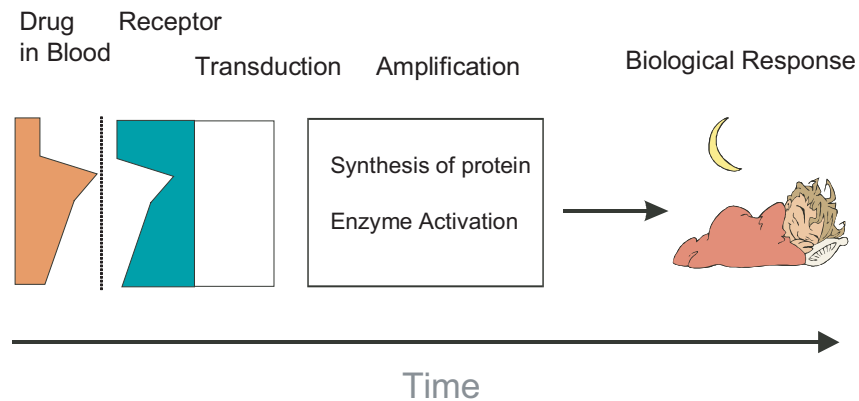 Drug
in Blood
Receptor
Transduction
Amplification
Biological Response
Synthesis of protein
Enzyme Activation
Time